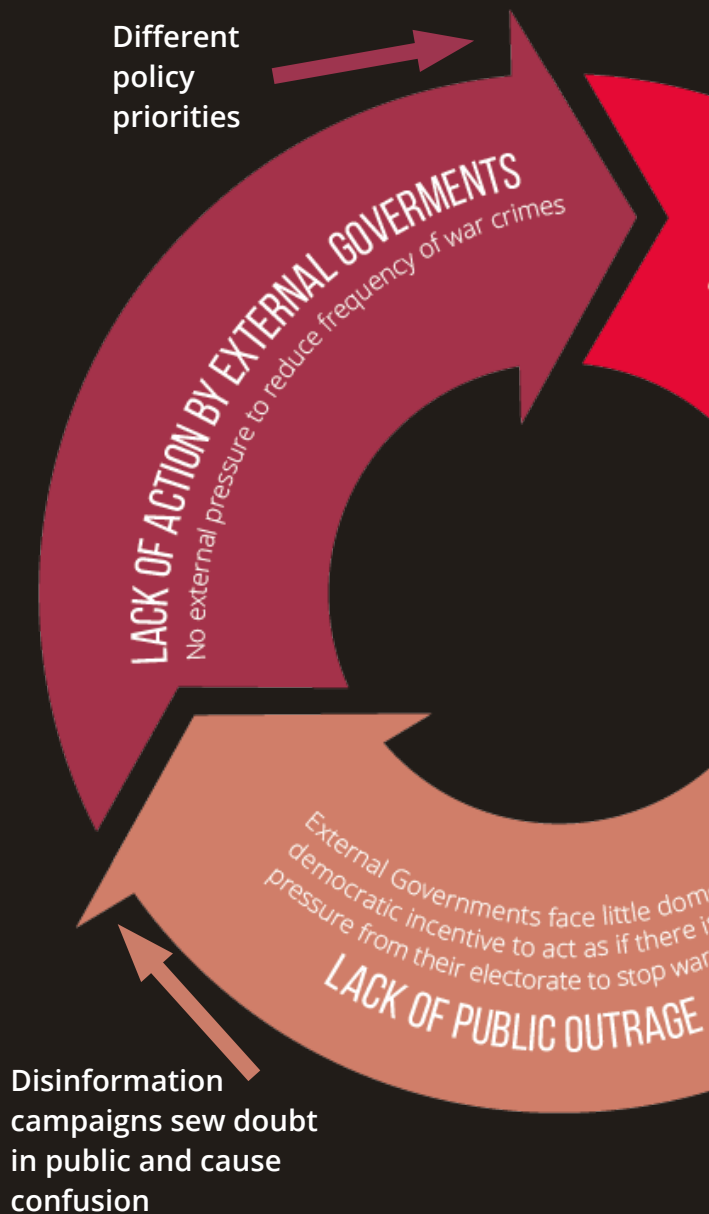 Different
policy
priorities
LACK OF ACTION BY EXTERNAL GOVERMENTS
No external pressure to reduce frequency of war crimes
External Governments face little dom
democratic incentive to act as if there i
pressure from their electorate to stop war
LACK OF PUBLIC OUTRAGE
Disinformation
campaigns sew doubt
in public and cause
confusion